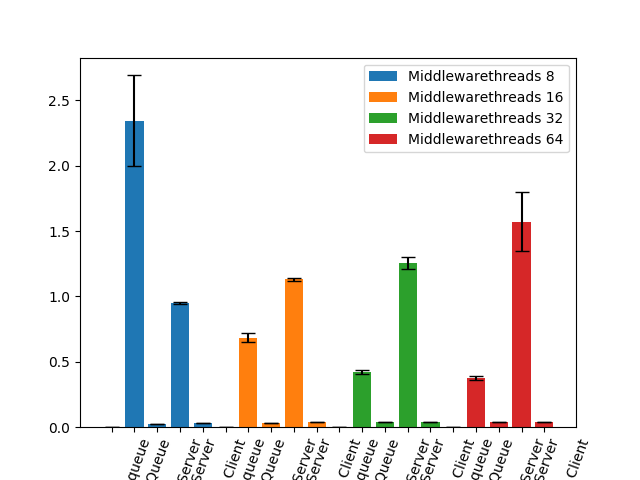 Middlewarethreads 8
Middlewarethreads 16
Middlewarethreads 32
Middlewarethreads 64
2.5
2.0
1.5
1.0
0.5
0.0
queue
Queue
Server
Server
Client
queue
Queue
Server
Server
Client
queue
Queue
Server
Server
Client
queue
Queue
Server
Server
Client